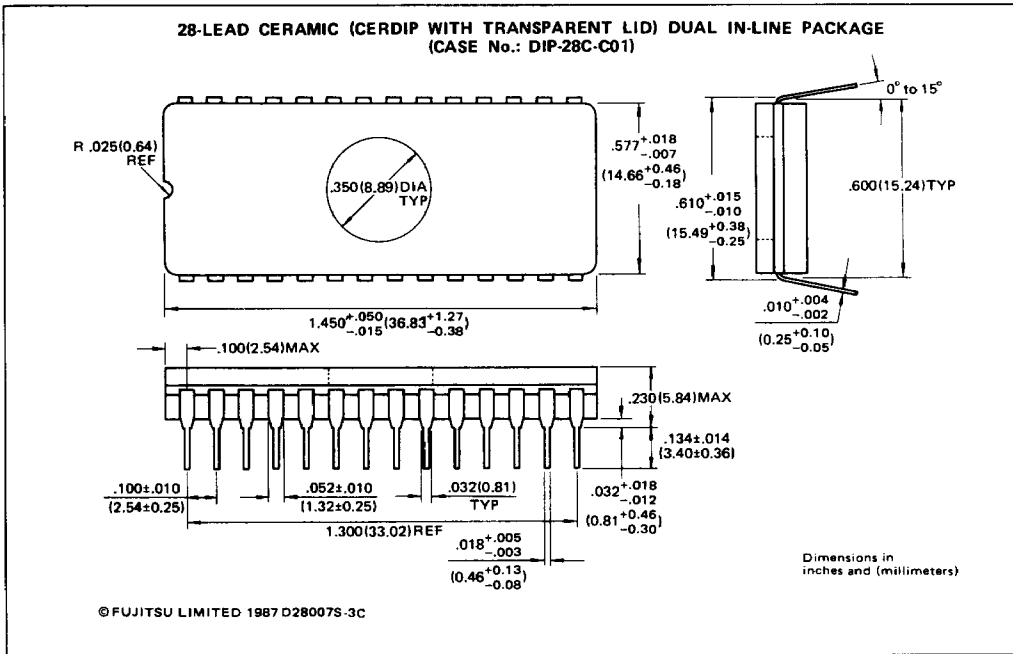 28-LEAD CERAMIC (CERDIP WITH TRANSPARENT LID) DUAL IN-LINE PACKAGE
(CASE No.: DIP-28C-C01)
R .025(0.64)
REF
.350(8.89)DIA
TYP
.577+.018
-.007
(14.66+0.46
-0.18)
.610+.015
-.010
(15.49+0.38
-0.25)
0° to 15°
.600(15.24)TYP
.010+.004
-.002
(0.25+0.10
-0.05)
1.450+.050
-.015(36.83+1.27
-0.38)
.100(2.54)MAX
.230(5.84)MAX
.134±.014
(3.40±0.36)
.100±.010
(2.54±0.25)
.052±.010
(1.32±0.25)
.032(0.81)
TYP
.032+.018
-.012
(0.81+0.46
-0.30)
1.300(33.02)REF
.018+.005
-.003
(0.46+0.13
-0.08)
Dimensions in
inches and (millimeters)
©FUJITSU LIMITED 1987 D28007S-3C